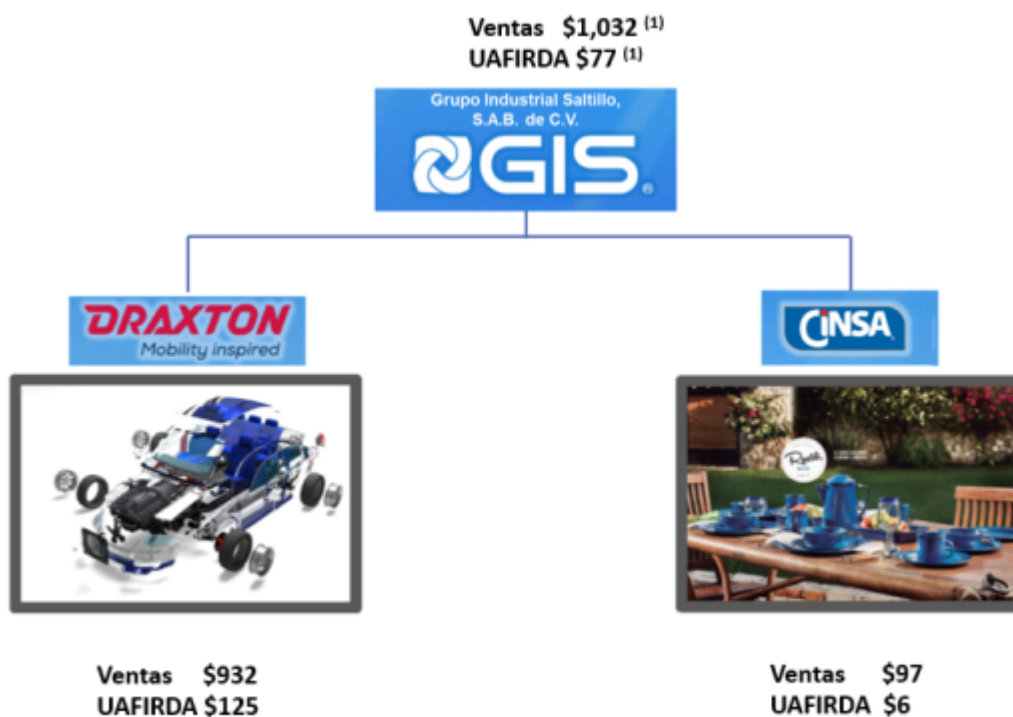 Ventas $1,032 (1)
UAFIRDA $77 (1)
Grupo Industrial Saltillo,
S.A.B. de C.V.
GIS®
DRAXTON
Mobility inspired
CiNSA
Ventas $932
UAFIRDA $125
Ventas $97
UAFIRDA $6